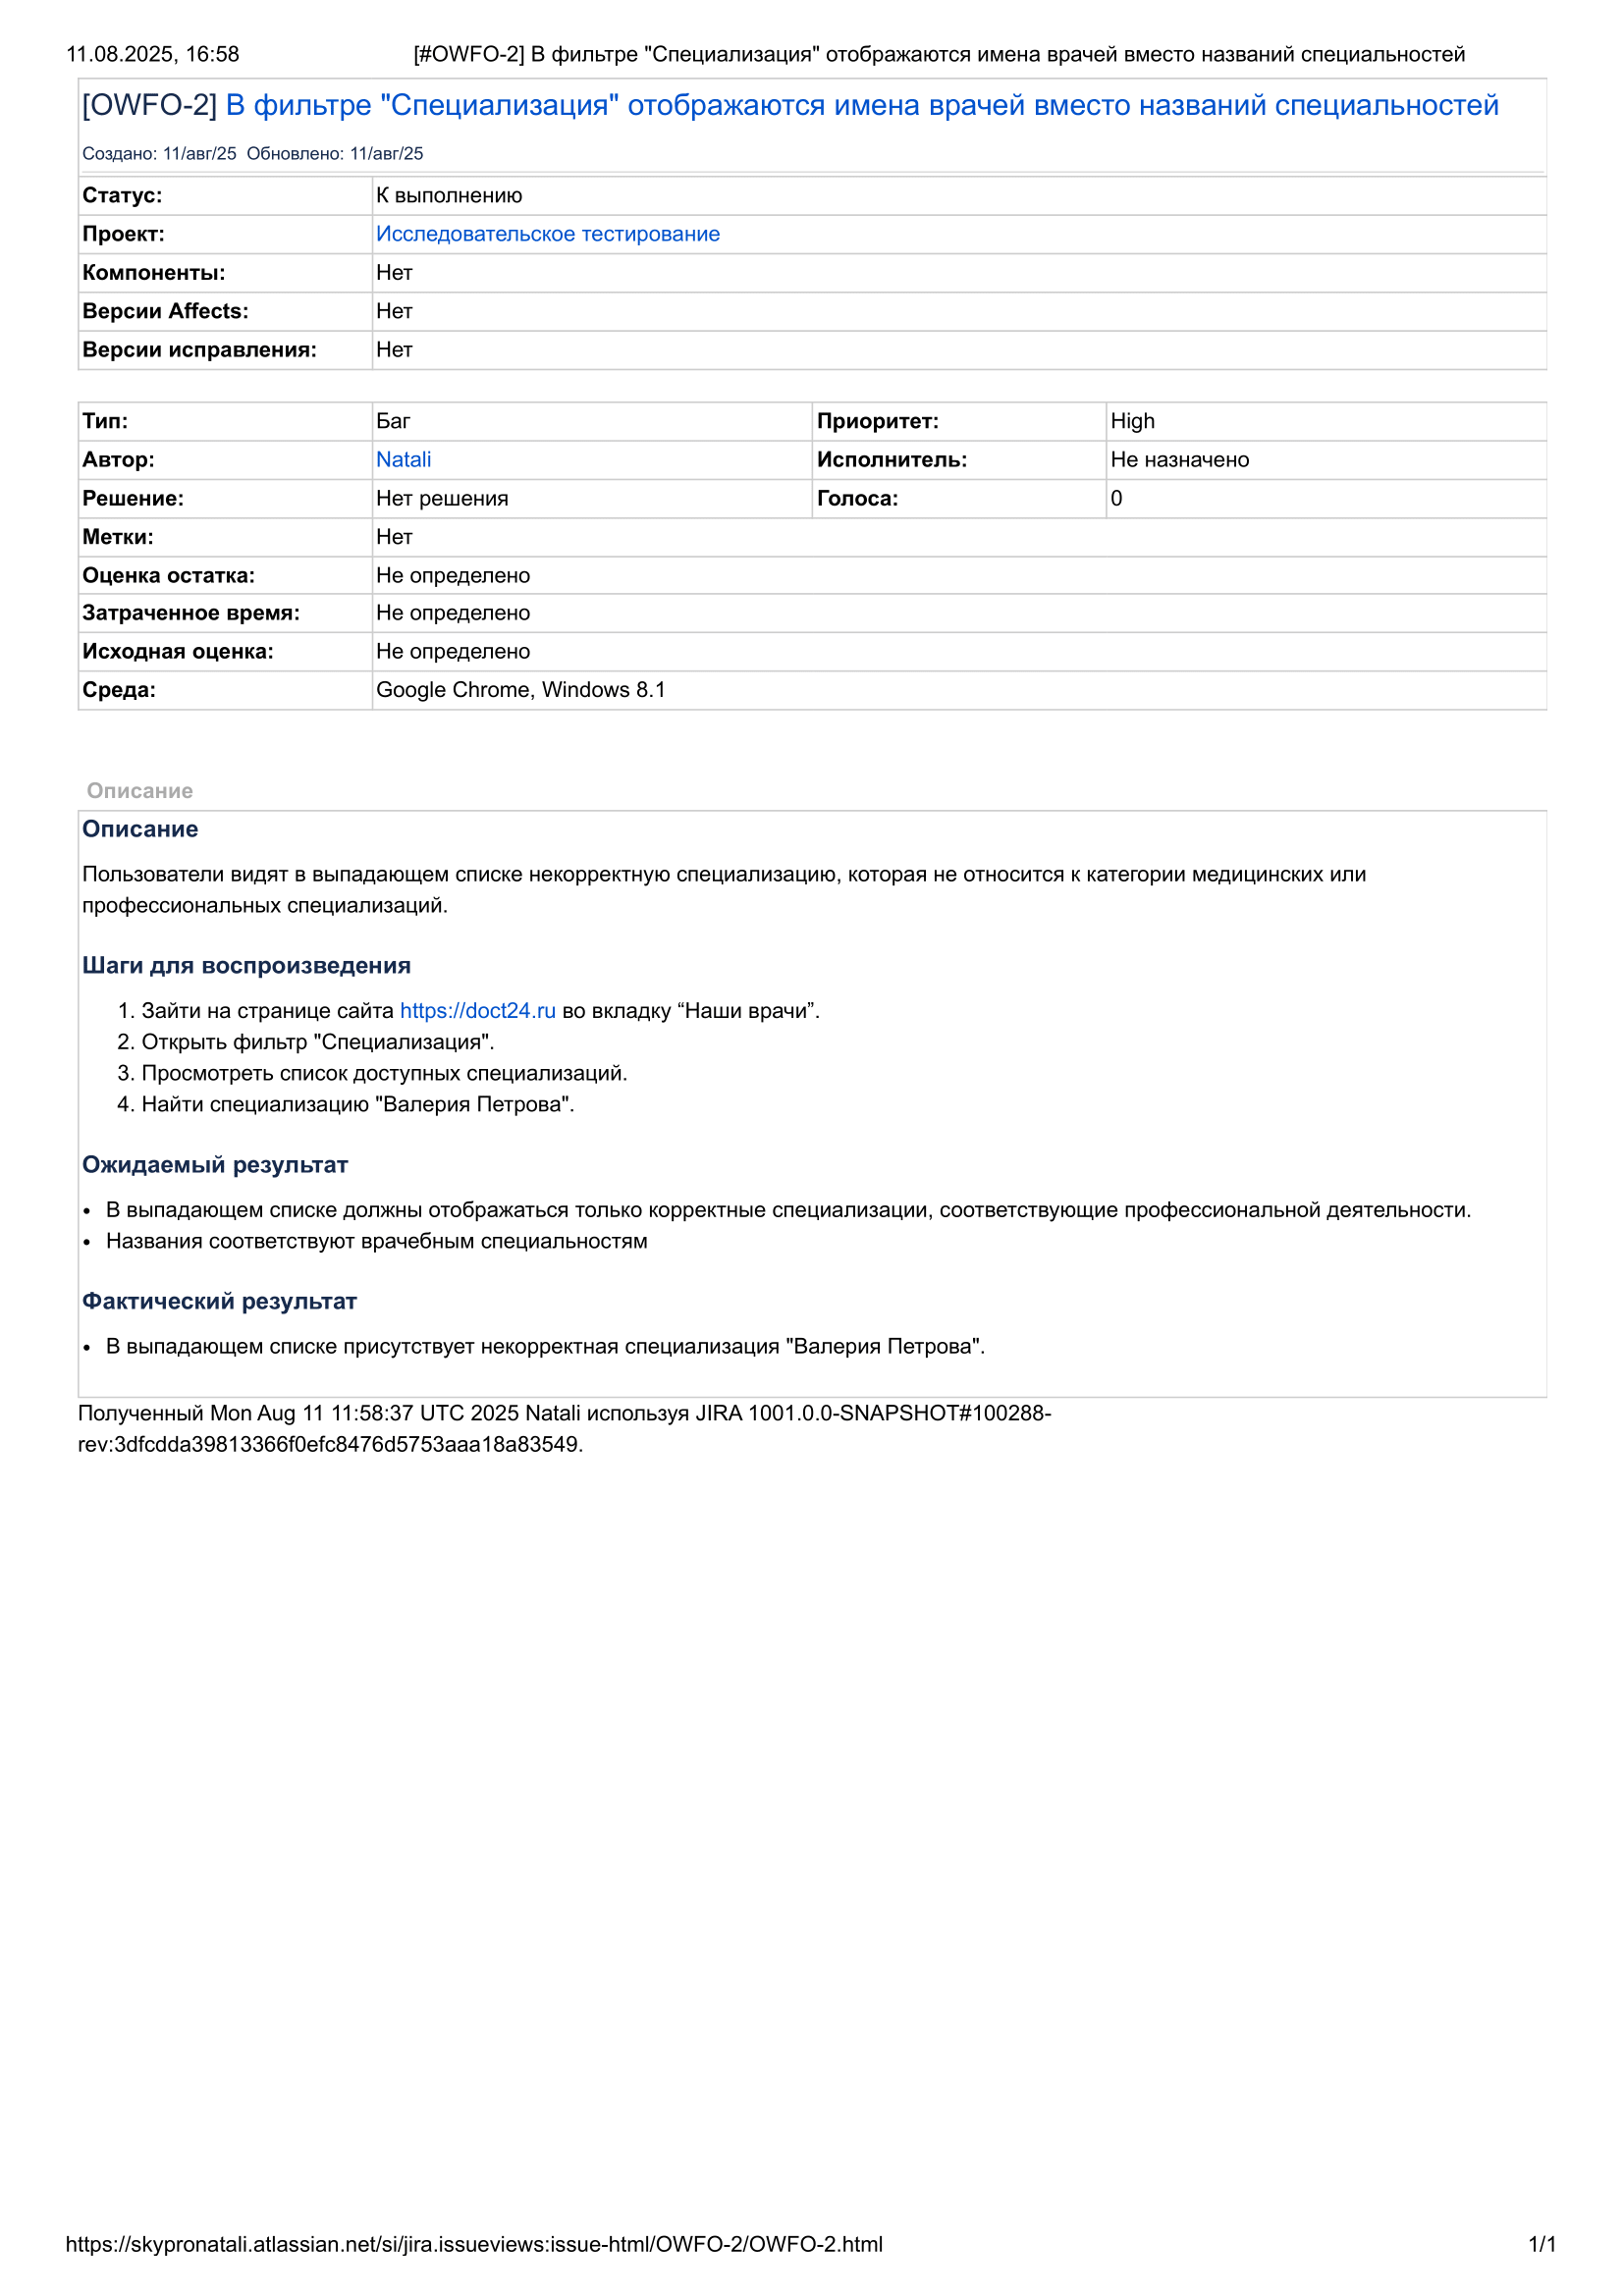 11.08.2025, 16:58 [#OWFO-2] В фильтре "Специализация" отображаются имена врачей вместо названий специальностей
[OWFO-2] В фильтре "Специализация" отображаются имена врачей вместо названий специальностей
Создано: 11/авг/25 Обновлено: 11/авг/25
Статус: К выполнению
Проект: Исследовательское тестирование
Компоненты: Нет
Версии Affects: Нет
Версии исправления: Нет
Тип: Баг Приоритет: High
Автор: Natali Исполнитель: Не назначено
Решение: Нет решения Голоса: 0
Метки: Нет
Оценка остатка: Не определено
Затраченное время: Не определено
Исходная оценка: Не определено
Среда: Google Chrome, Windows 8.1
Описание
Описание
Пользователи видят в выпадающем списке некорректную специализацию, которая не относится к категории медицинских или
профессиональных специализаций.
Шаги для воспроизведения
1. Зайти на странице сайта https://doct24.ru во вкладку “Наши врачи”.
2. Открыть фильтр "Специализация".
3. Просмотреть список доступных специализаций.
4. Найти специализацию "Валерия Петрова".
Ожидаемый результат
• В выпадающем списке должны отображаться только корректные специализации, соответствующие профессиональной деятельности.
• Названия соответствуют врачебным специальностям
Фактический результат
• В выпадающем списке присутствует некорректная специализация "Валерия Петрова".
Полученный Mon Aug 11 11:58:37 UTC 2025 Natali используя JIRA 1001.0.0-SNAPSHOT#100288-
rev:3dfcdda39813366f0efc8476d5753aaa18a83549.
https://skypronatali.atlassian.net/si/jira.issueviews:issue-html/OWFO-2/OWFO-2.html 1/1